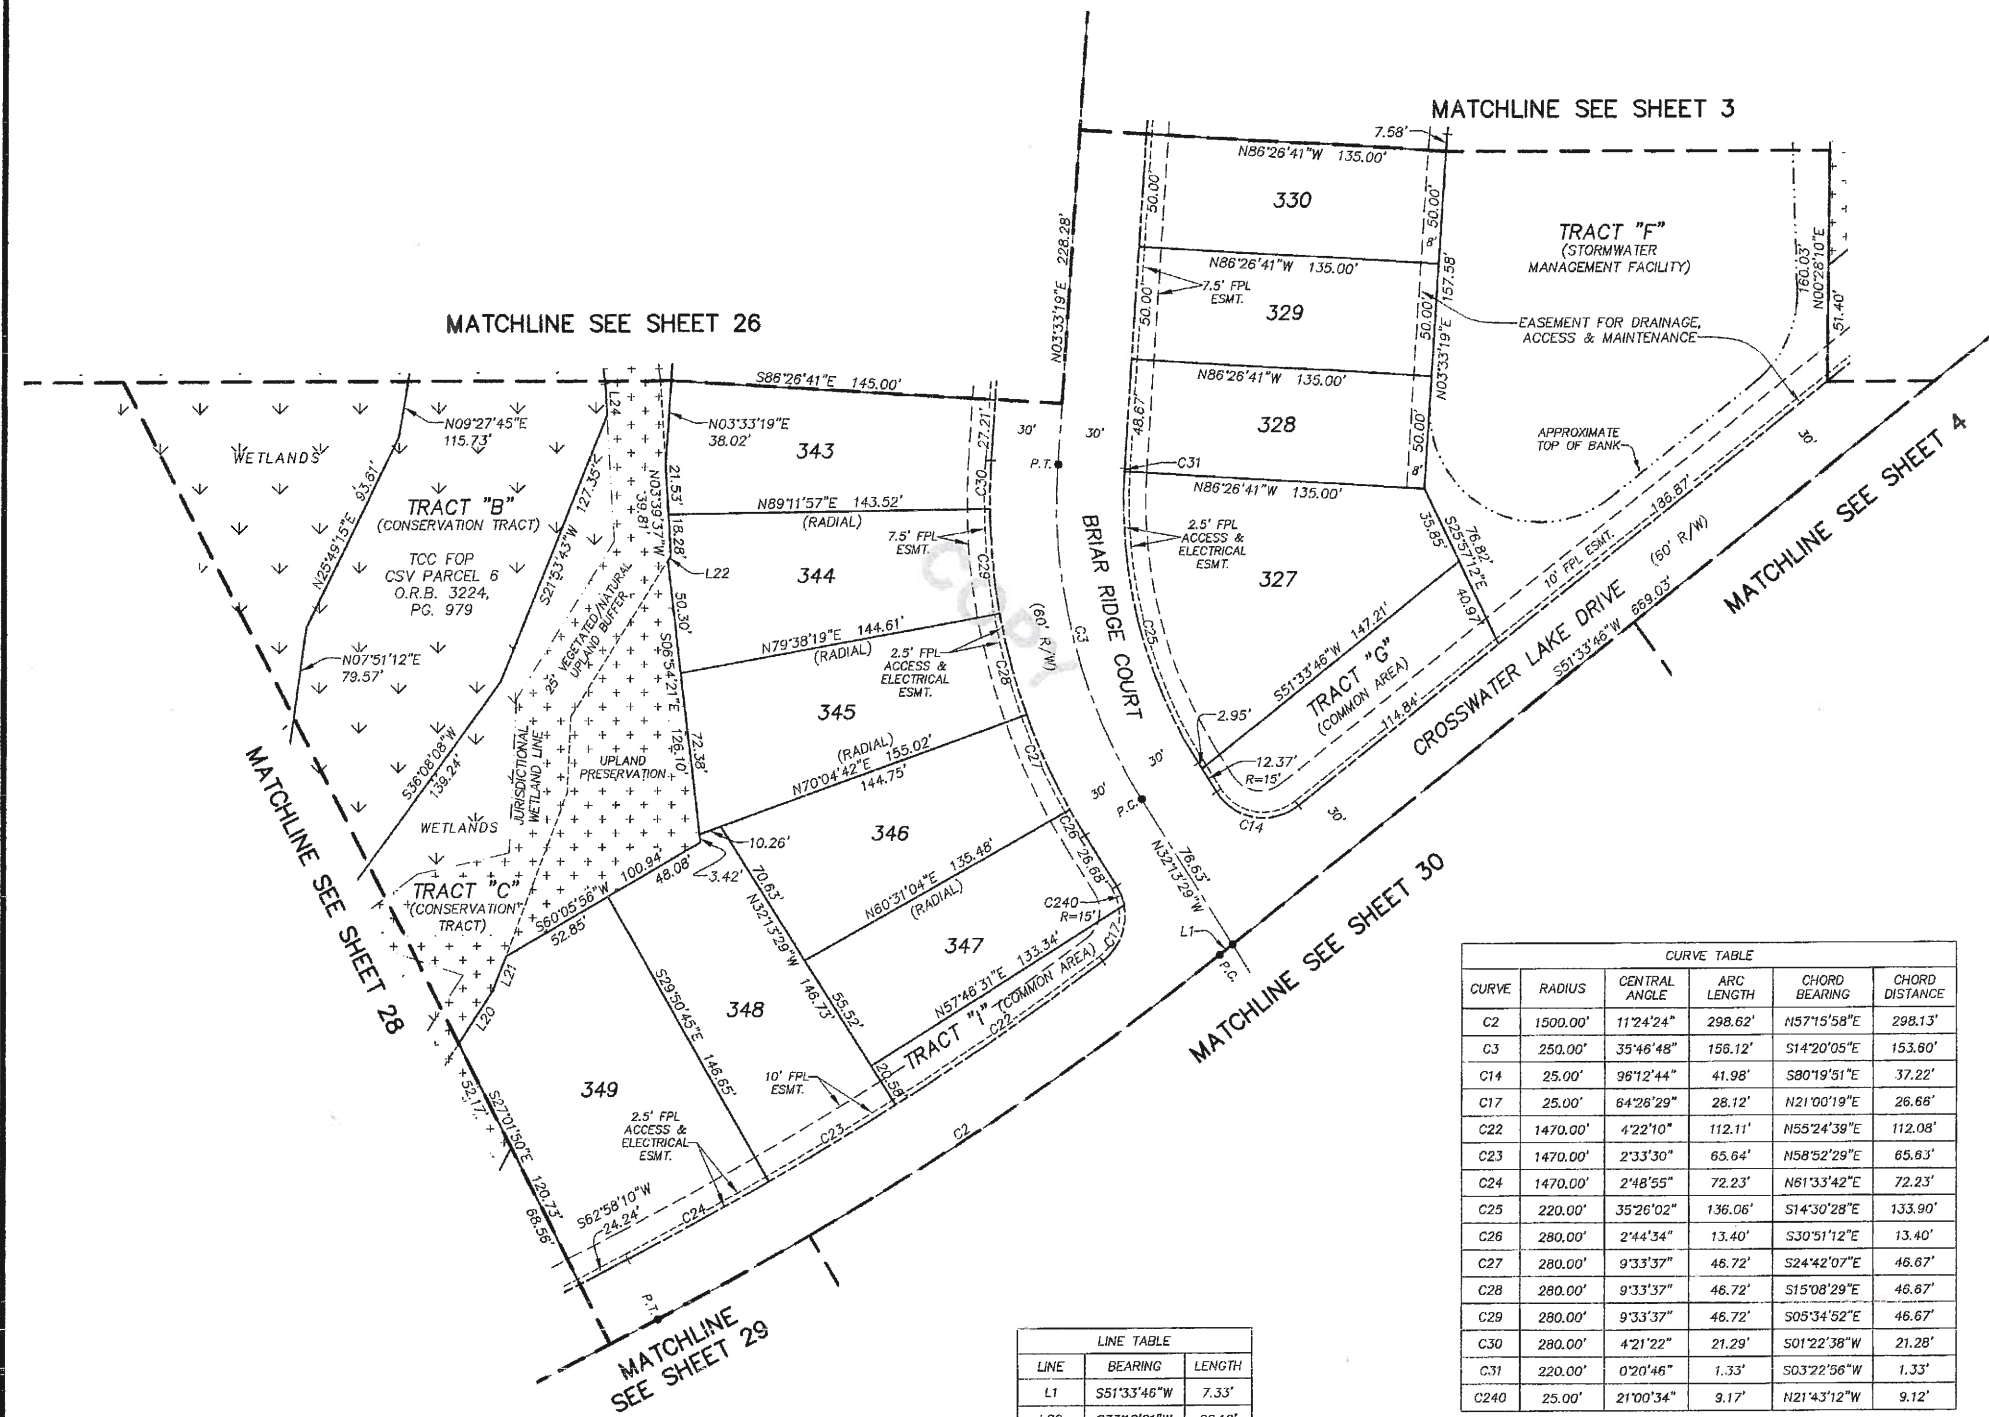 MATCHLINE SEE SHEET 3
7.58'
N86°26'41"W 135.00'
330
50.00'
50.00'
8'
TRACT "F"
(STORMWATER
MANAGEMENT FACILITY)
160.03'
N00°28'10"E
51.40'
N03°33'19"E 228.28'
N86°26'41"W 135.00'
7.5' FPL
ESMT.
329
50.00'
50.00'
N03°33'19"E 157.58'
EASEMENT FOR DRAINAGE,
ACCESS & MAINTENANCE
N86°26'41"W 135.00'
328
48.67'
50.00'
8'
APPROXIMATE
TOP OF BANK
C31
N86°26'41"W 135.00'
MATCHLINE SEE SHEET 26
S86°26'41"E 145.00'
L24
N09°27'45"E
115.73'
WETLANDS
N25°49'15"E 93.61'
TRACT "B"
(CONSERVATION TRACT)
TCC FOP
CSV PARCEL 6
O.R.B. 3224,
PG. 979
S21°53'43"W 127.35'
N03°39'37"W
39.81'
N03°33'19"E
38.02'
21.53'
343
27.21'
C30
30'
30'
P.T.
N89°11'57"E 143.52'
(RADIAL)
18.28'
L22
7.5' FPL
ESMT.
344
C29
COPY
BRIAR RIDGE COURT
(60' R/W)
C3
2.5' FPL
ACCESS &
ELECTRICAL
ESMT.
327
C25
35.85'
S25°57'12"E
76.82'
40.97'
10' FPL ESMT.
186.87'
(60' R/W)
30'
MATCHLINE SEE SHEET 4
CROSSWATER LAKE DRIVE
S51°33'46"W 669.03'
S51°33'46"W 147.21'
TRACT "G"
(COMMON AREA)
114.84'
2.95'
12.37'
R=15'
C14
30'
50.30'
25' VEGETATED/NATURAL
UPLAND BUFFER
N79°38'19"E 144.61'
(RADIAL)
2.5' FPL
ACCESS &
ELECTRICAL
ESMT.
C28
N07°51'12"E
79.57'
S06°54'21"E 126.10'
72.38'
345
(RADIAL)
N70°04'42"E 155.02'
144.75'
C27
30'
30'
P.C.
S36°08'08"W
139.24'
JURISDICTIONAL
WETLAND LINE
UPLAND
PRESERVATION
WETLANDS
MATCHLINE SEE SHEET 28
TRACT "C"
(CONSERVATION
TRACT)
S60°05'56"W 100.94'
48.08'
52.85'
10.26'
3.42'
346
70.63'
N32°13'29"W 146.73'
55.52'
N60°31'04"E 135.48'
(RADIAL)
C26
26.68'
C240
R=15'
C17
76.63'
N32°13'29"W
L1
P.C.
MATCHLINE SEE SHEET 30
347
N57°46'31"E 133.34'
TRACT "I" (COMMON AREA)
C22
20.58'
L21
L20
S29°50'45"E 146.65'
348
349
10' FPL
ESMT.
2.5' FPL
ACCESS &
ELECTRICAL
ESMT.
C23
C2
52.17'
S27°01'50"E 120.73'
68.56'
S62°58'10"W
24.24'
C24
P.T.
MATCHLINE
SEE SHEET 29
LINE TABLE
LINE BEARING LENGTH
L1 S51°33'46"W 7.33'
CURVE TABLE
CURVE RADIUS CENTRAL ANGLE ARC LENGTH CHORD BEARING CHORD DISTANCE
C2 1500.00' 11°24'24" 298.62' N57°15'58"E 298.13'
C3 250.00' 35°46'48" 156.12' S14°20'05"E 153.60'
C14 25.00' 96°12'44" 41.98' S80°19'51"E 37.22'
C17 25.00' 64°26'29" 28.12' N21°00'19"E 26.66'
C22 1470.00' 4°22'10" 112.11' N55°24'39"E 112.08'
C23 1470.00' 2°33'30" 65.64' N58°52'29"E 65.63'
C24 1470.00' 2°48'55" 72.23' N61°33'42"E 72.23'
C25 220.00' 35°26'02" 136.06' S14°30'28"E 133.90'
C26 280.00' 2°44'34" 13.40' S30°51'12"E 13.40'
C27 280.00' 9°33'37" 46.72' S24°42'07"E 46.67'
C28 280.00' 9°33'37" 46.72' S15°08'29"E 46.67'
C29 280.00' 9°33'37" 46.72' S05°34'52"E 46.67'
C30 280.00' 4°21'22" 21.29' S01°22'38"W 21.28'
C31 220.00' 0°20'46" 1.33' S03°22'56"W 1.33'
C240 25.00' 21°00'34" 9.17' N21°43'12"W 9.12'